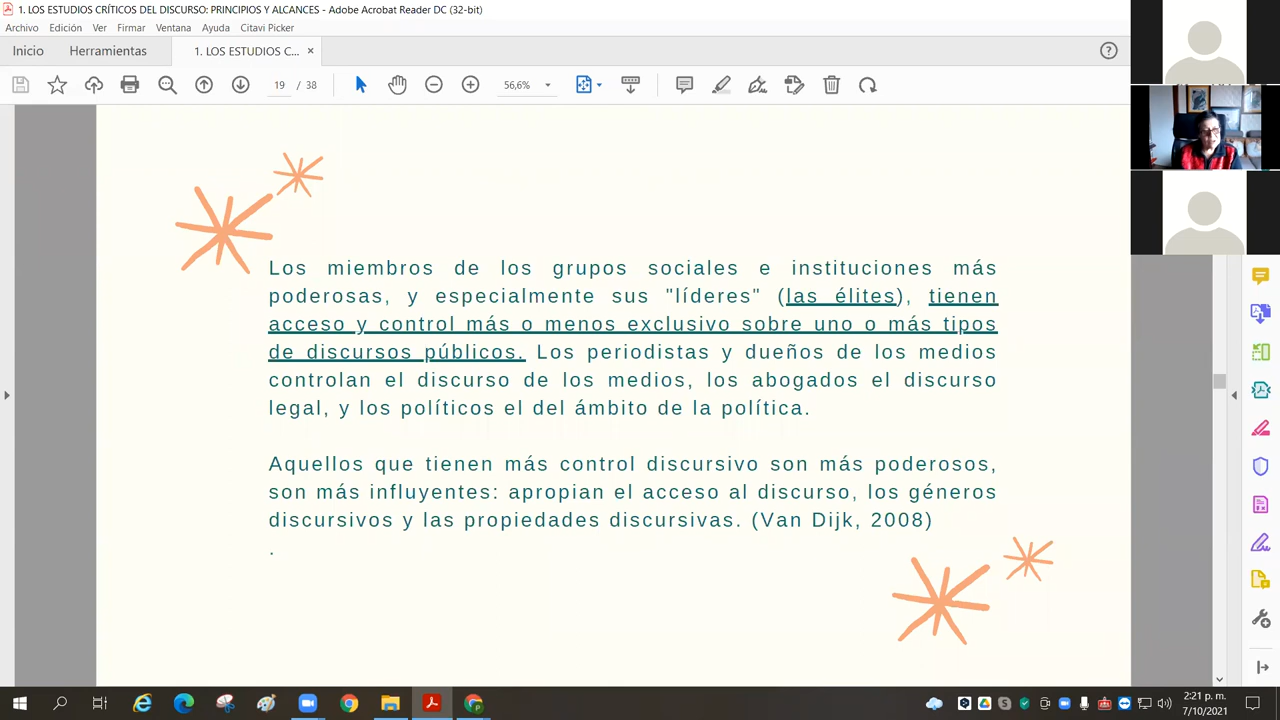 1. LOS ESTUDIOS CRÍTICOS DEL DISCURSO: PRINCIPIOS Y ALCANCES - Adobe Acrobat Reader DC (32-bit)
Archivo Edición Ver Firmar Ventana Ayuda Citavi Picker
Inicio Herramientas 1. LOS ESTUDIOS C... ×
19 / 38 56,6%
Los miembros de los grupos sociales e instituciones más
poderosas, y especialmente sus "líderes" (las élites), tienen
acceso y control más o menos exclusivo sobre uno o más tipos
de discursos públicos. Los periodistas y dueños de los medios
controlan el discurso de los medios, los abogados el discurso
legal, y los políticos el del ámbito de la política.
Aquellos que tienen más control discursivo son más poderosos,
son más influyentes: apropian el acceso al discurso, los géneros
discursivos y las propiedades discursivas. (Van Dijk, 2008)
.
2:21 p. m.
7/10/2021